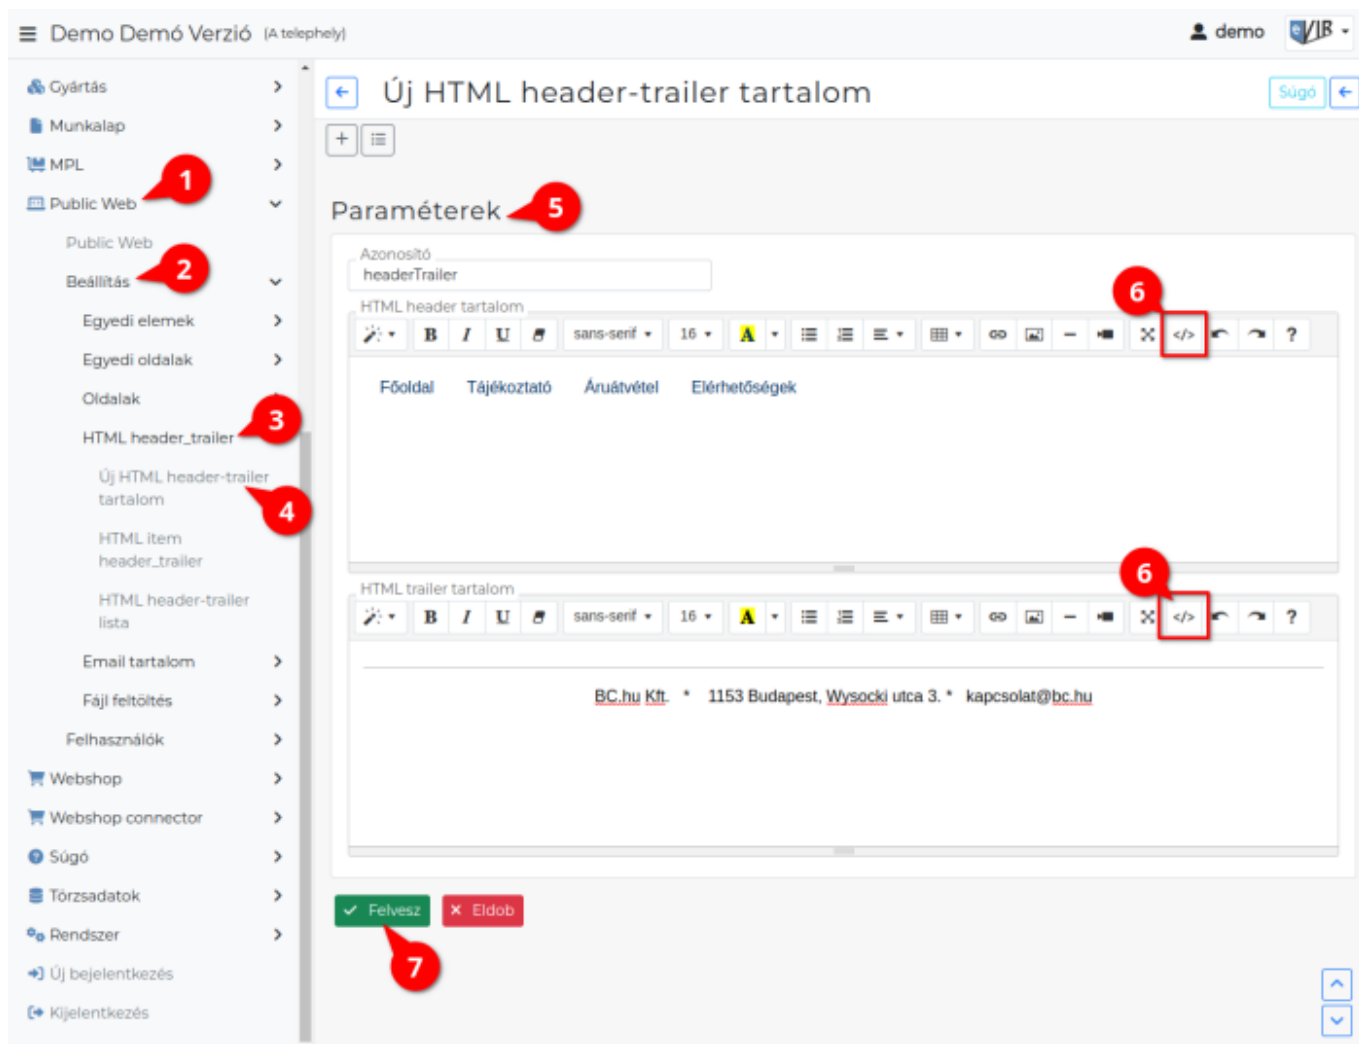 Demo Demó Verzió (A telephely)
demo
eVIR
Gyártás
Munkalap
MPL
1
Public Web
Public Web
2
Beállítás
Egyedi elemek
Egyedi oldalak
Oldalak
3
HTML header_trailer
Új HTML header-trailer
tartalom
4
HTML item
header_trailer
HTML header-trailer
lista
Email tartalom
Fájl feltöltés
Felhasználók
Webshop
Webshop connector
Súgó
Törzsadatok
Rendszer
Új bejelentkezés
Kijelentkezés
Új HTML header-trailer tartalom
Súgó
Paraméterek
5
Azonosító
headerTrailer
6
HTML header tartalom
B I U sans-serif 16 A </> ?
Főoldal Tájékoztató Áruátvétel Elérhetőségek
6
HTML trailer tartalom
B I U sans-serif 16 A </> ?
BC.hu Kft. * 1153 Budapest, Wysocki utca 3. * kapcsolat@bc.hu
Felvesz
Eldob
7